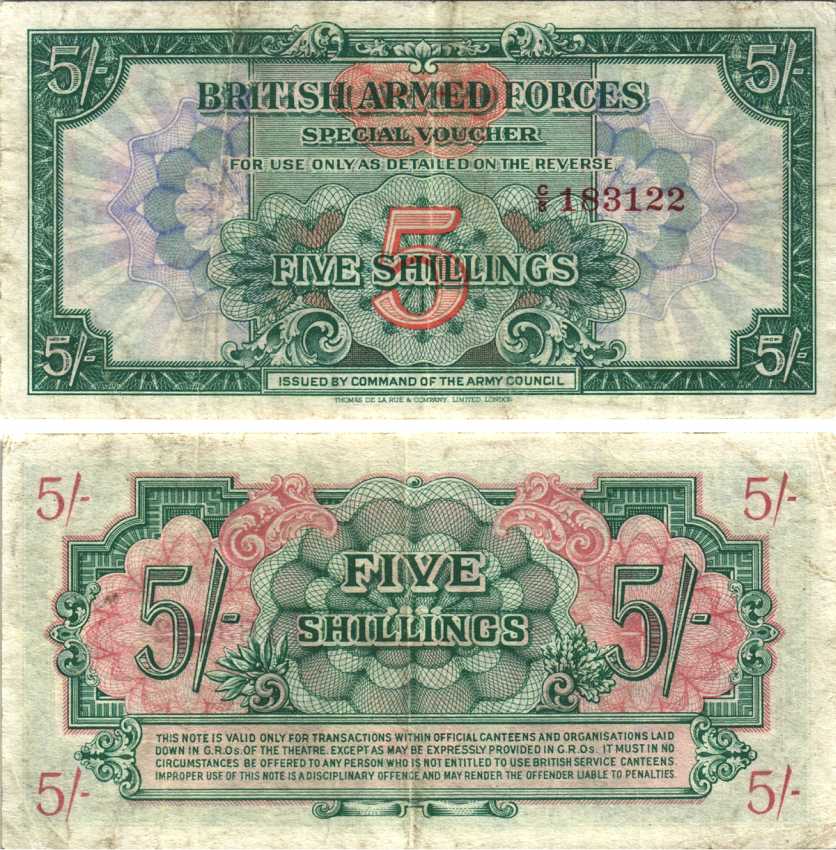 5/- 5/-
BRITISH ARMED FORCES
SPECIAL VOUCHER
FOR USE ONLY AS DETAILED ON THE REVERSE
183122
5
FIVE SHILLINGS
5/- 5/-
ISSUED BY COMMAND OF THE ARMY COUNCIL
THOMAS DE LA RUE & COMPANY, LIMITED, LONDON
5/- 5/-
5/- FIVE 5/-
SHILLINGS
THIS NOTE IS VALID ONLY FOR TRANSACTIONS WITHIN OFFICIAL CANTEENS AND ORGANISATIONS LAID
DOWN IN G.R.Os. OF THE THEATRE. EXCEPT AS MAY BE EXPRESSLY PROVIDED IN G.R.Os. IT MUST IN NO
CIRCUMSTANCES BE OFFERED TO ANY PERSON WHO IS NOT ENTITLED TO USE BRITISH SERVICE CANTEENS.
IMPROPER USE OF THIS NOTE IS A DISCIPLINARY OFFENCE AND MAY RENDER THE OFFENDER LIABLE TO PENALTIES.
5/- 5/-